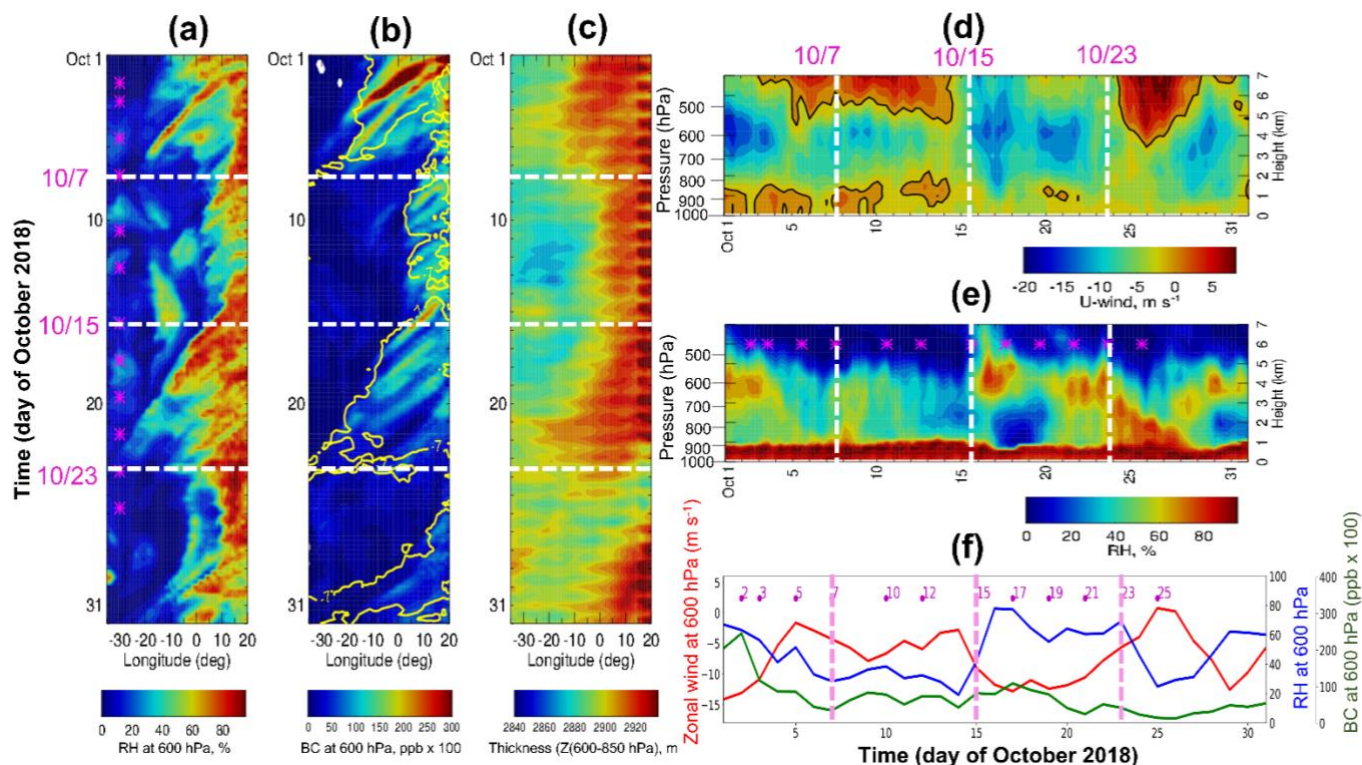 (a)
(b)
(c)
(d)
(e)
(f)
Time (day of October 2018)
Oct 1
10/7
10
10/15
20
10/23
31
-30 -20 -10 0 10 20
Longitude (deg)
0 20 40 60 80
RH at 600 hPa, %
Oct 1
10
20
31
-7
-7
-30 -20 -10 0 10 20
Longitude (deg)
0 50 100 150 200 250 300
BC at 600 hPa, ppb x 100
Oct 1
10
20
31
-30 -20 -10 0 10 20
Longitude (deg)
2840 2860 2880 2900 2920
Thickness (Z(600-850 hPa), m
10/7 10/15 10/23
Pressure (hPa)
500
600
700
800
900
1000
7
6
5
4
3
2
1
0
Height (km)
Oct 1 5 10 15 20 25 31
-20 -15 -10 -5 0 5
U-wind, m s⁻¹
Pressure (hPa)
500
600
700
800
900
1000
7
6
5
4
3
2
1
0
Height (km)
Oct 1 5 10 15 20 25 31
0 20 40 60 80
RH, %
Zonal wind at 600 hPa (m s⁻¹)
5
0
-5
-10
-15
2 3 5 7 10 12 15 17 19 21 23 25
100
80
60
40
20
0
RH at 600 hPa
400
300
200
100
0
BC at 600 hPa (ppb x 100)
5 10 15 20 25 30
Time (day of October 2018)